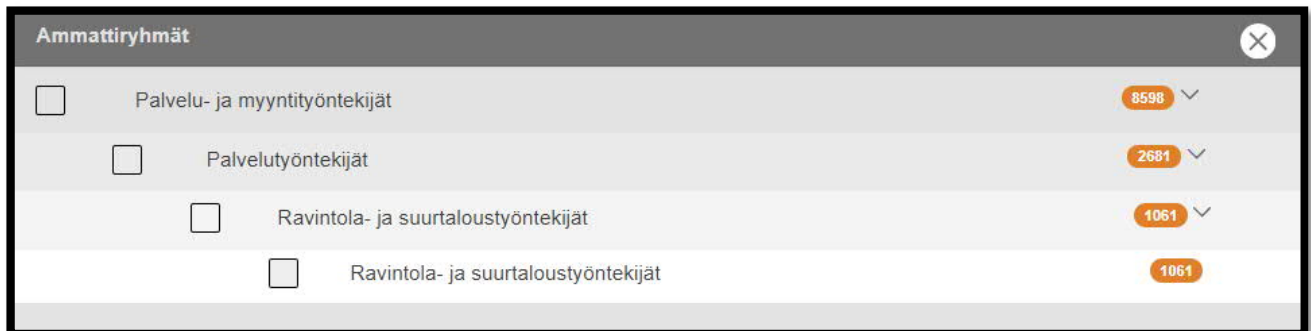 Ammattiryhmät
Palvelu- ja myyntityöntekijät 8598
Palvelutyöntekijät 2681
Ravintola- ja suurtaloustyöntekijät 1061
Ravintola- ja suurtaloustyöntekijät 1061